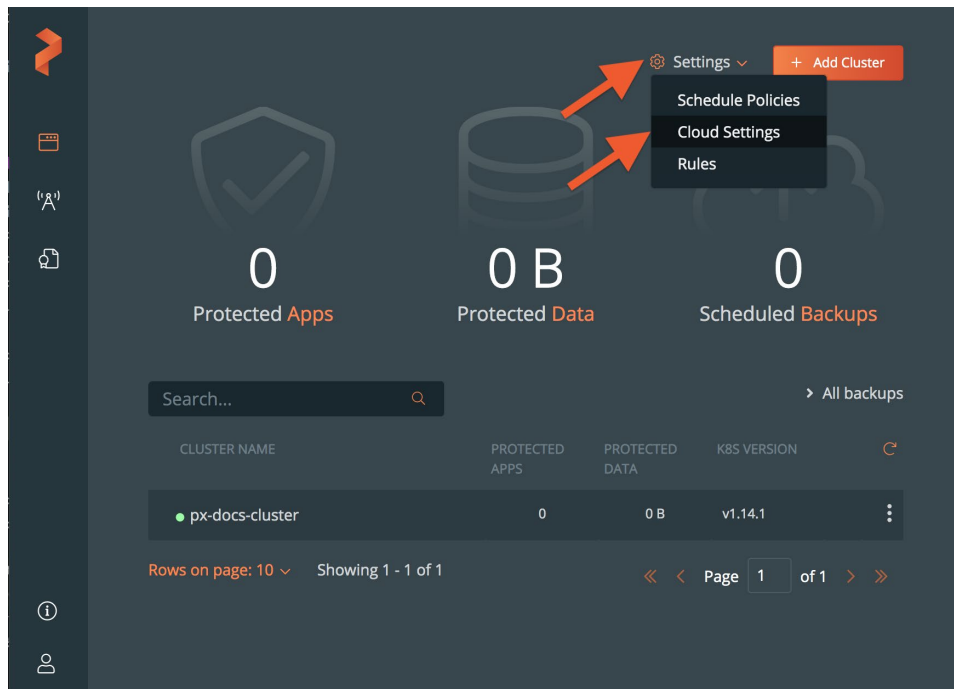 Settings
+ Add Cluster
Schedule Policies
Cloud Settings
Rules
0
Protected Apps
0 B
Protected Data
0
Scheduled Backups
Search...
> All backups
CLUSTER NAME
PROTECTED
APPS
PROTECTED
DATA
K8S VERSION
px-docs-cluster
0
0 B
v1.14.1
Rows on page: 10
Showing 1 - 1 of 1
Page 1 of 1